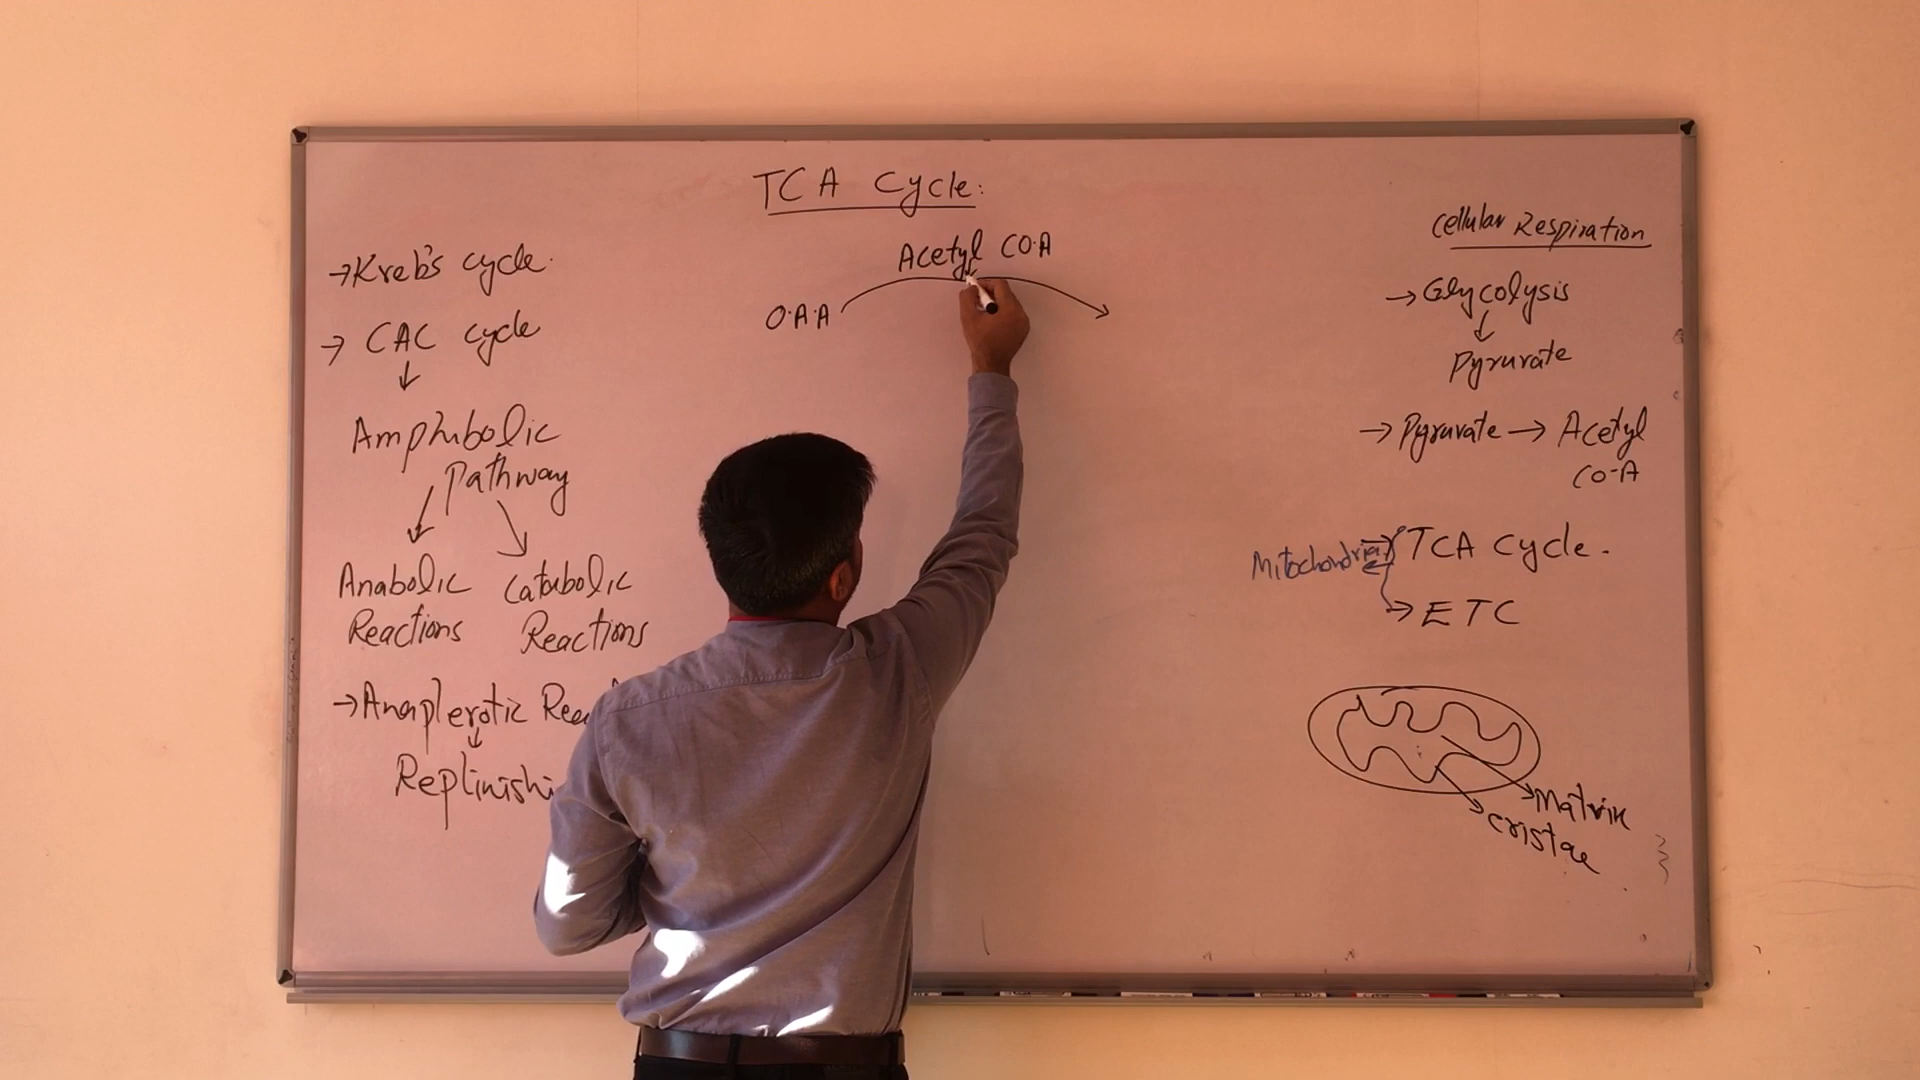 TCA Cycle:
→Kreb's cycle.
→ CAC cycle
↓
Amphibolic
Pathway
Anabolic
Reactions
Catabolic
Reactions
→Anaplerotic
↓
Acetyl CO.A
O.A.A
Cellular Respiration
→Glycolysis
↓
Pyruvate
→Pyruvate → Acetyl
CO-A
Mitochondria
→TCA Cycle.
→ETC
Matrix
Cristae